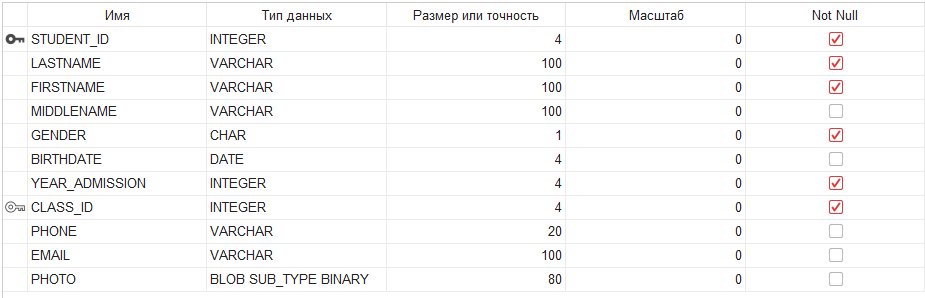 Имя Тип данных Размер или точность Масштаб Not Null
STUDENT_ID INTEGER 4 0
LASTNAME VARCHAR 100 0
FIRSTNAME VARCHAR 100 0
MIDDLENAME VARCHAR 100 0
GENDER CHAR 1 0
BIRTHDATE DATE 4 0
YEAR_ADMISSION INTEGER 4 0
CLASS_ID INTEGER 4 0
PHONE VARCHAR 20 0
EMAIL VARCHAR 100 0
PHOTO BLOB SUB_TYPE BINARY 80 0